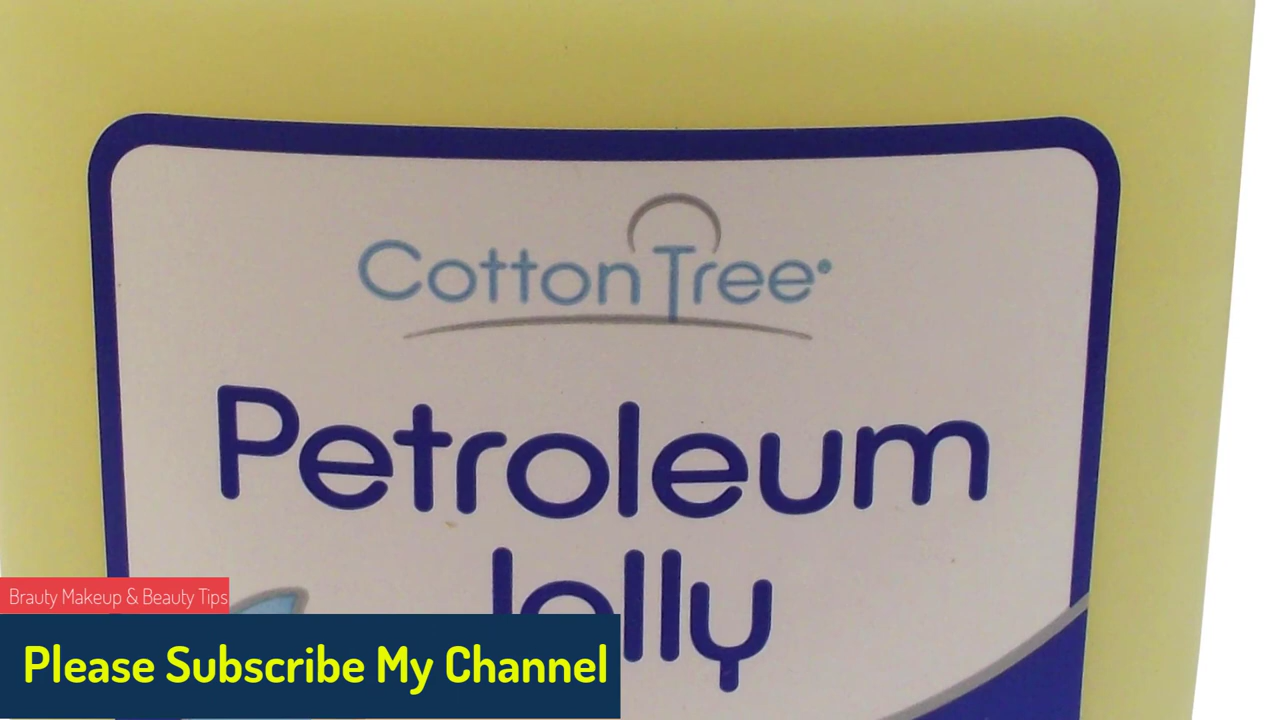 Cotton Tree
Petroleum
Jelly
Brauty Makeup & Beauty Tips
Please Subscribe My Channel